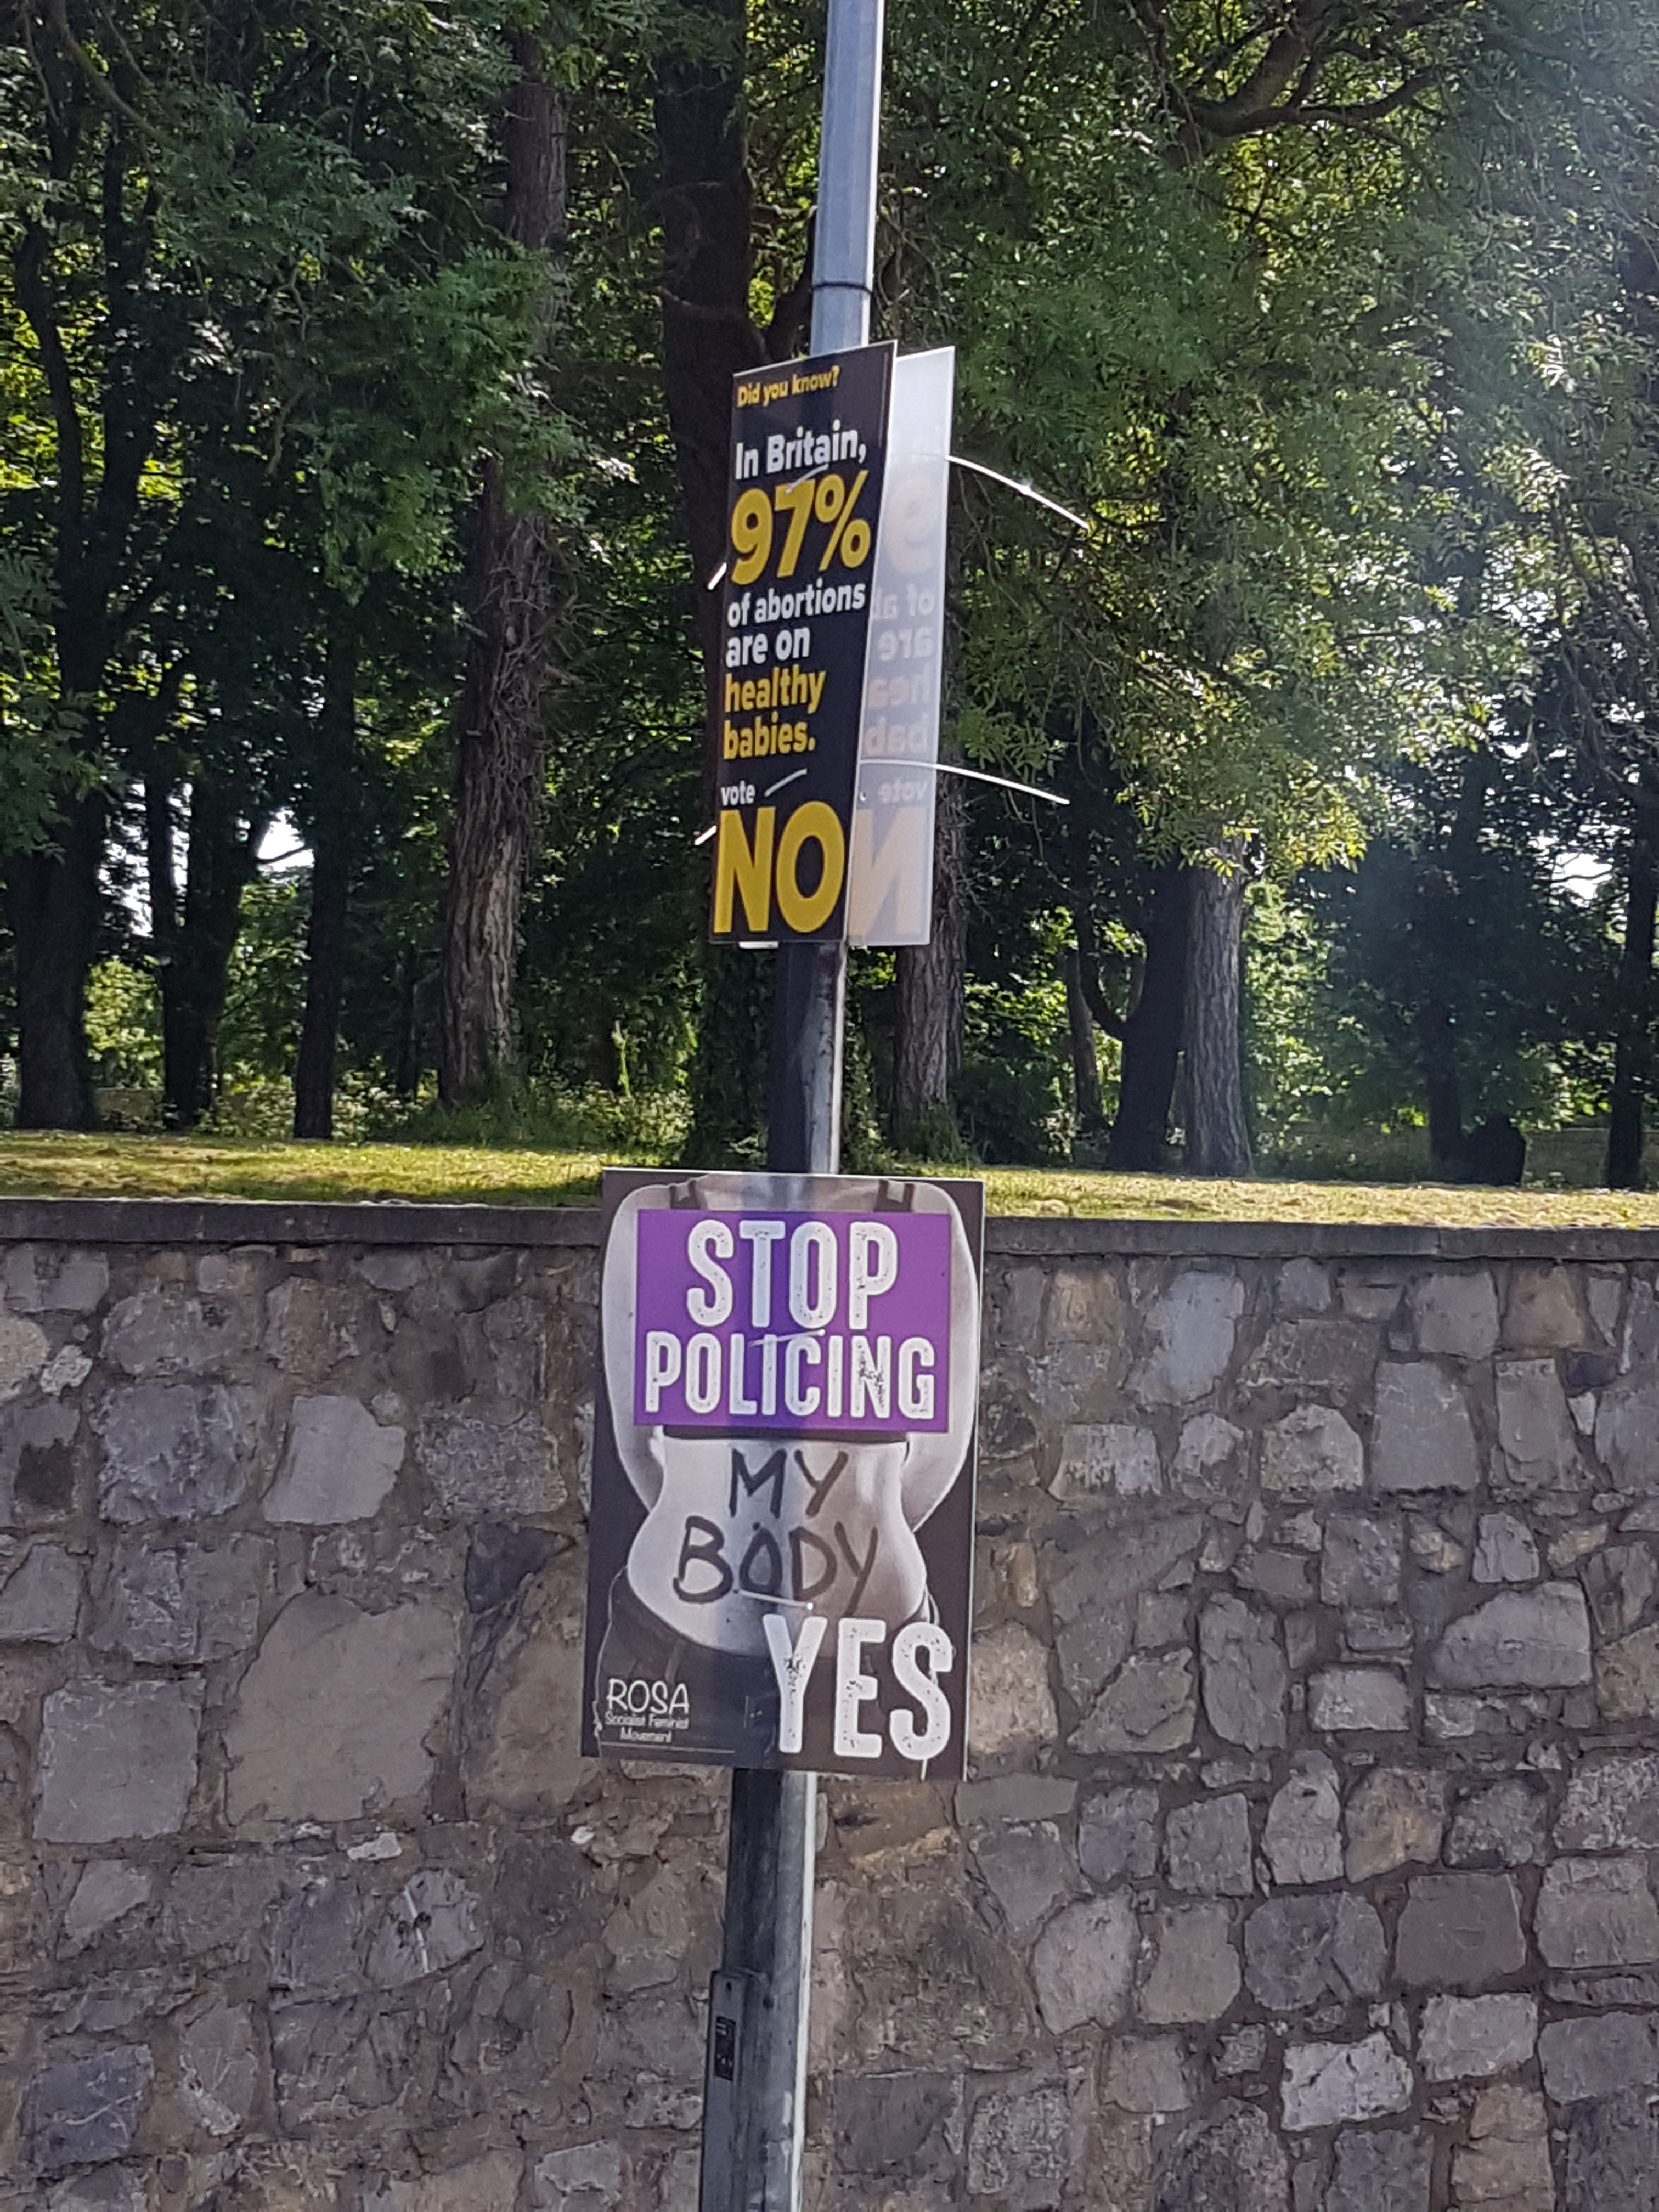 Did you know?
In Britain,
97%
of abortions
are on
healthy
babies.
vote
NO
STOP
POLICING
MY
BODY
YES
ROSA
Socialist Feminist
Movement